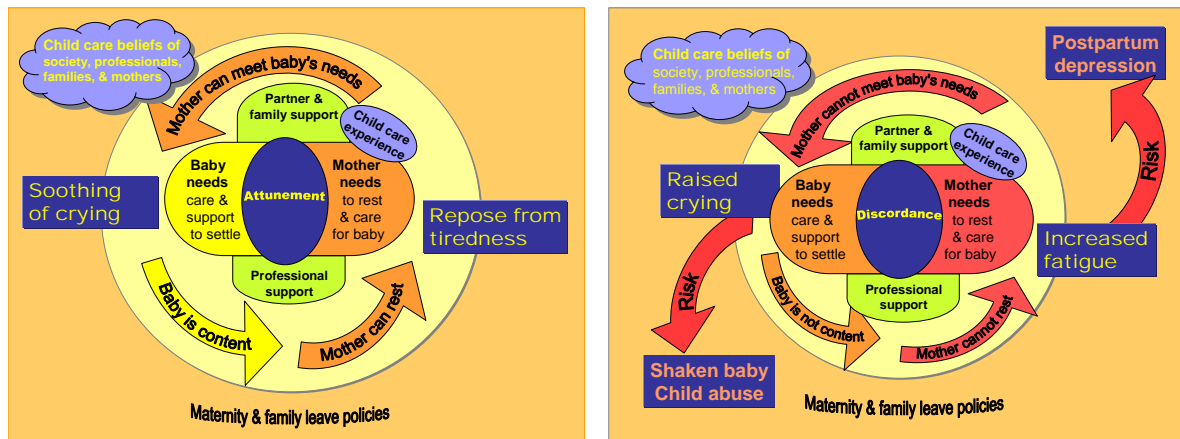 Child care beliefs of
society, professionals,
families, & mothers
Mother can meet baby's needs
Partner &
family support
Child care
experience
Baby
needs
care &
support
to settle
Attunement
Mother
needs
to rest
& care
for baby
Soothing
of crying
Repose from
tiredness
Professional
support
Baby is content
Mother can rest
Maternity & family leave policies
Child care beliefs of
society, professionals,
families, & mothers
Postpartum
depression
Mother cannot meet baby's needs
Partner &
family support
Child care
experience
Risk
Raised
crying
Baby
needs
care &
support
to settle
Discordance
Mother
needs
to rest
& care
for baby
Increased
fatigue
Professional
support
Risk
Baby is not content
Mother cannot rest
Shaken baby
Child abuse
Maternity & family leave policies